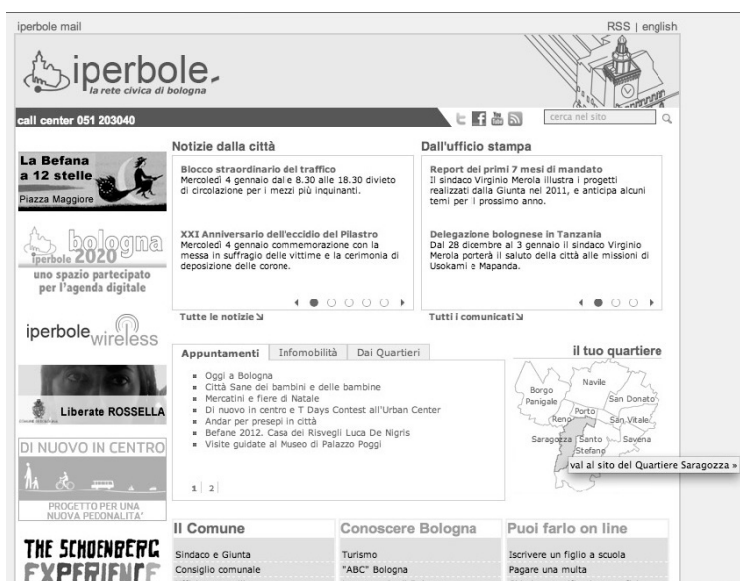 iperbole mail
RSS | english
iperbole
la rete civica di bologna
call center 051 203040
cerca nel sito
La Befana
a 12 stelle
Piazza Maggiore
bologna
iperbole 2020
uno spazio partecipato
per l'agenda digitale
iperbole wireless
Liberate ROSSELLA
DI NUOVO IN CENTRO
PROGETTO PER UNA
NUOVA PEDONALITA'
THE SCHOENBERG
EXPERIENCE
Notizie dalla città
Blocco straordinario del traffico
Mercoledì 4 gennaio dalle 8.30 alle 18.30 divieto
di circolazione per i mezzi più inquinanti.
XXI Anniversario dell'eccidio del Pilastro
Mercoledì 4 gennaio commemorazione con la
messa in suffragio delle vittime e la cerimonia di
deposizione delle corone.
Tutte le notizie
Dall'ufficio stampa
Report dei primi 7 mesi di mandato
Il sindaco Virginio Merola illustra i progetti
realizzati dalla Giunta nel 2011, e anticipa alcuni
temi per il prossimo anno.
Delegazione bolognese in Tanzania
Dal 28 dicembre al 3 gennaio il sindaco Virginio
Merola porterà il saluto della città alle missioni di
Usokami e Mapanda.
Tutti i comunicati
Appuntamenti
Infomobilità
Dai Quartieri
Oggi a Bologna
Città Sane dei bambini e delle bambine
Mercatini e fiere di Natale
Di nuovo in centro e T Days Contest all'Urban Center
Andar per presepi in città
Befane 2012. Casa dei Risvegli Luca De Nigris
Visite guidate al Museo di Palazzo Poggi
1 | 2 |
il tuo quartiere
Borgo
Panigale
Navile
San Donato
Reno
Porto
San Vitale
Saragozza
Santo
Stefano
Savena
vai al sito del Quartiere Saragozza »
Il Comune
Sindaco e Giunta
Consiglio comunale
Conoscere Bologna
Turismo
"ABC" Bologna
Puoi farlo on line
Iscrivere un figlio a scuola
Pagare una multa